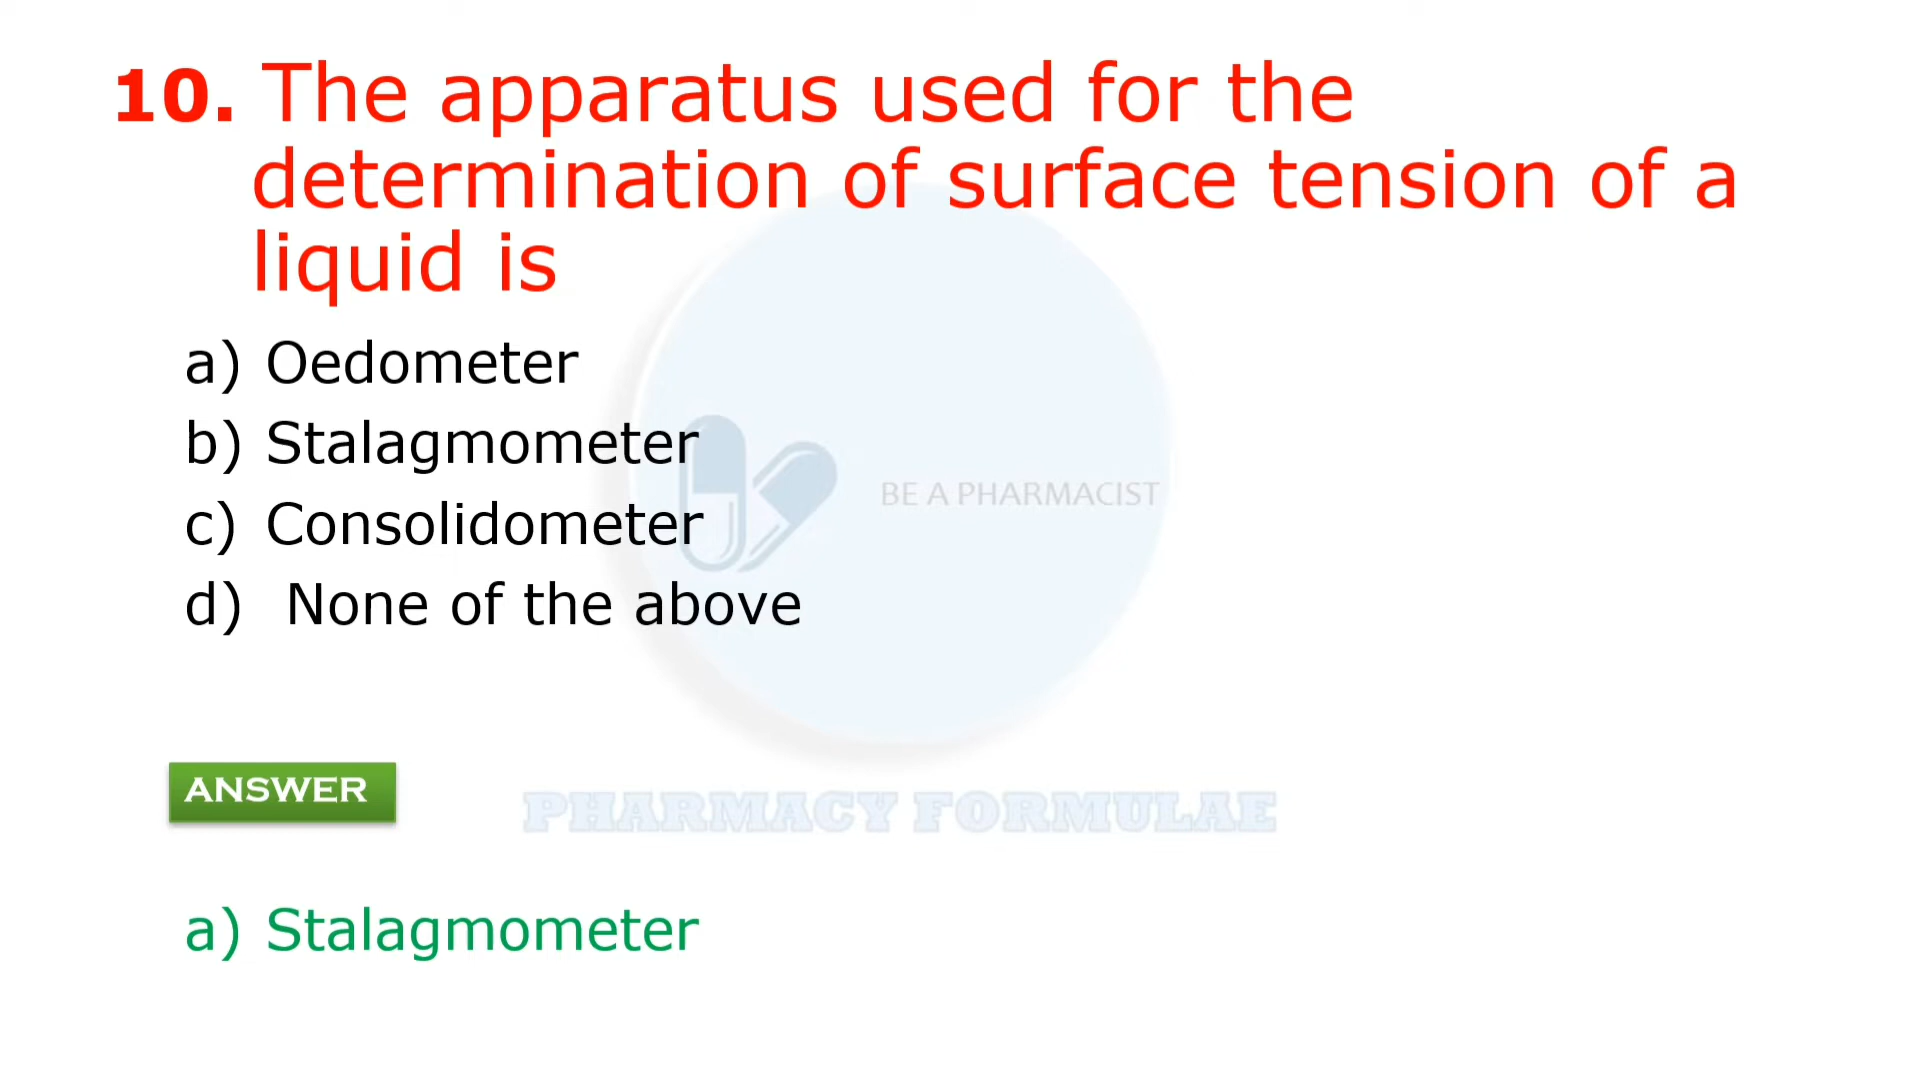 10. The apparatus used for the
determination of surface tension of a
liquid is
a) Oedometer
b) Stalagmometer
c) Consolidometer
d) None of the above
BE A PHARMACIST
ANSWER
PHARMACY FORMULAE
a) Stalagmometer